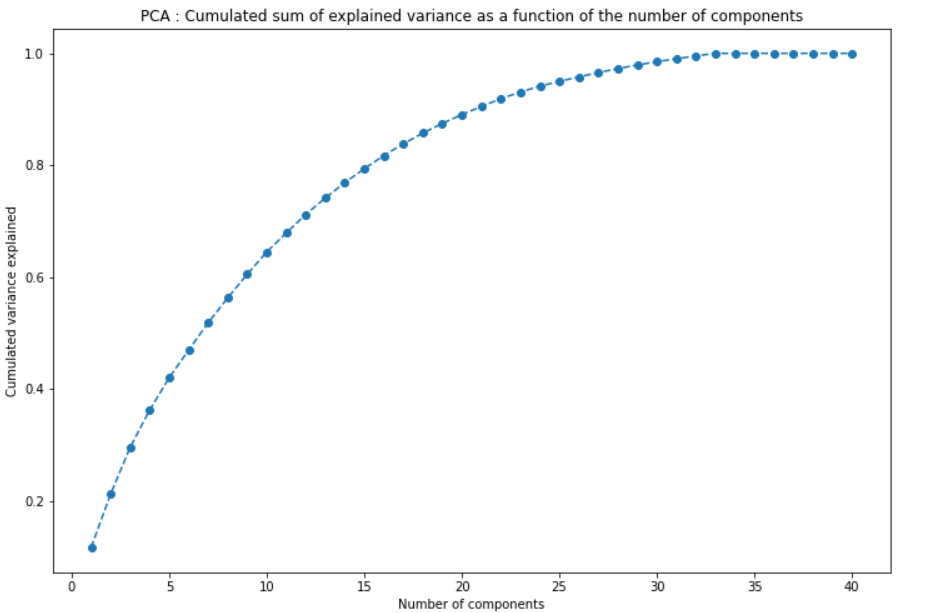 PCA : Cumulated sum of explained variance as a function of the number of components
1.0
0.8
0.6
0.4
0.2
Cumulated variance explained
0 5 10 15 20 25 30 35 40
Number of components